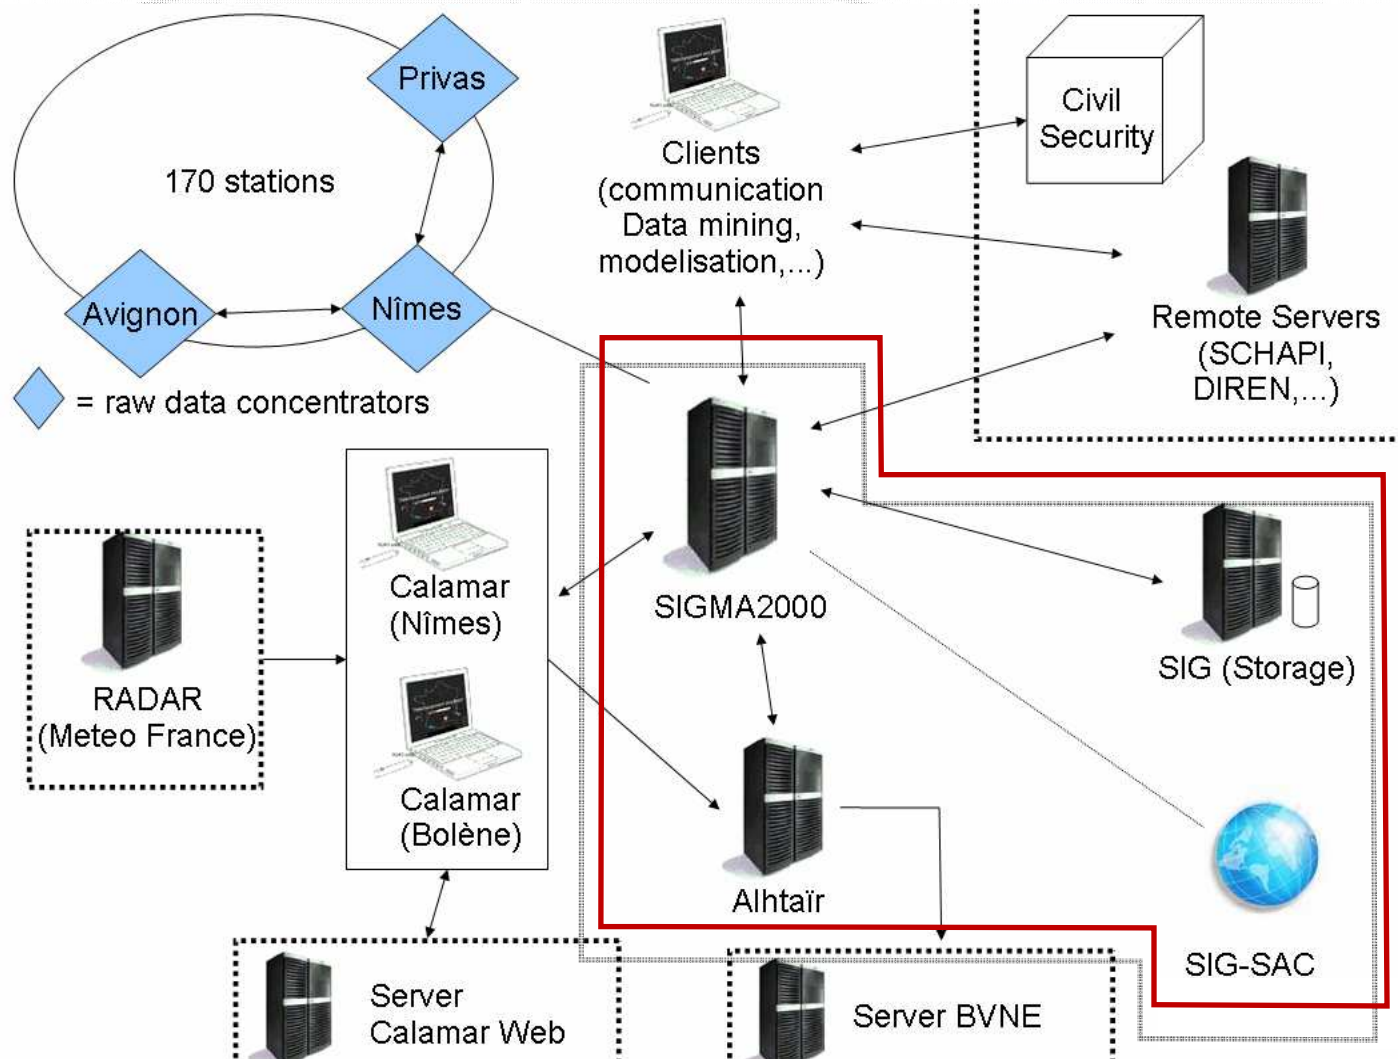 Privas
170 stations
Avignon
Nîmes
= raw data concentrators
Clients
(communication
Data mining,
modelisation,...)
Civil
Security
Remote Servers
(SCHAPI,
DIREN,...)
Calamar
(Nîmes)
SIGMA2000
SIG (Storage)
RADAR
(Meteo France)
Calamar
(Bolène)
Alhtaïr
SIG-SAC
Server
Calamar Web
Server BVNE